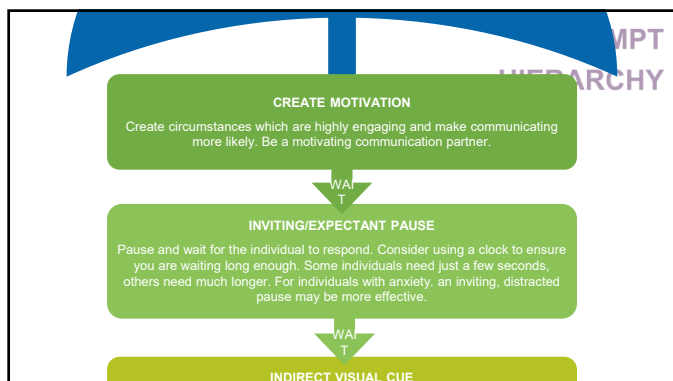 MPT
HIERARCHY
CREATE MOTIVATION
Create circumstances which are highly engaging and make communicating
more likely. Be a motivating communication partner.
WAI
T
INVITING/EXPECTANT PAUSE
Pause and wait for the individual to respond. Consider using a clock to ensure
you are waiting long enough. Some individuals need just a few seconds,
others need much longer. For individuals with anxiety. an inviting, distracted
pause may be more effective.
WAI
T
INDIRECT VISUAL CUE